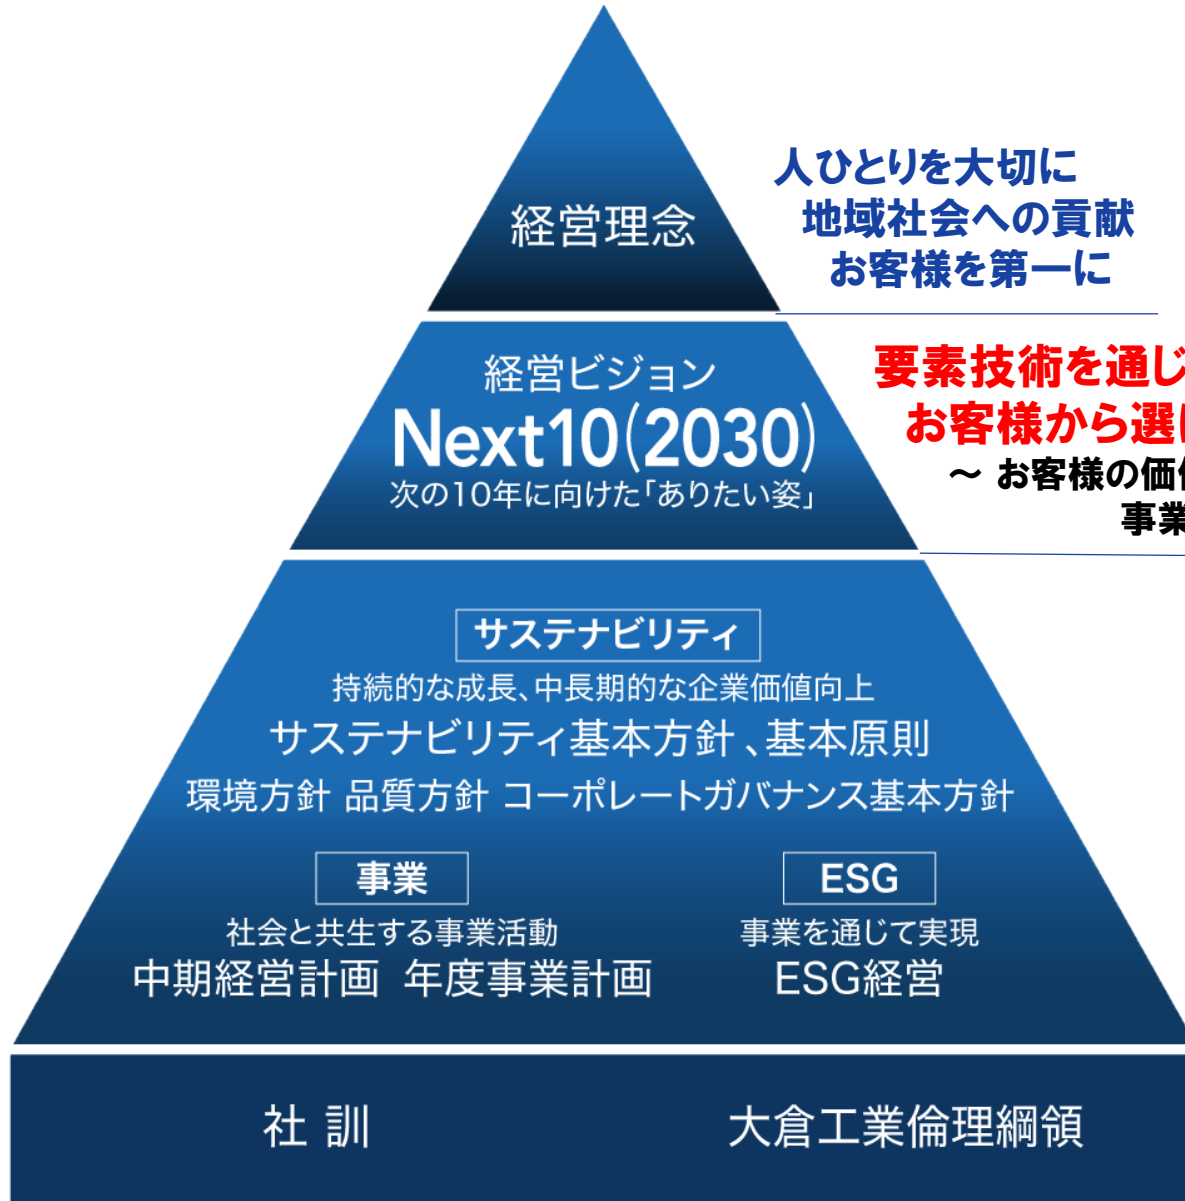 経営理念
人ひとりを大切に
地域社会への貢献
お客様を第一に
経営ビジョン
Next10(2030)
次の10年に向けた「ありたい姿」
要素技術を通じ
お客様から選
～ お客様の価
事業
サステナビリティ
持続的な成長、中長期的な企業価値向上
サステナビリティ基本方針、基本原則
環境方針 品質方針 コーポレートガバナンス基本方針
事業
社会と共生する事業活動
中期経営計画 年度事業計画
ESG
事業を通じて実現
ESG経営
社訓
大倉工業倫理綱領